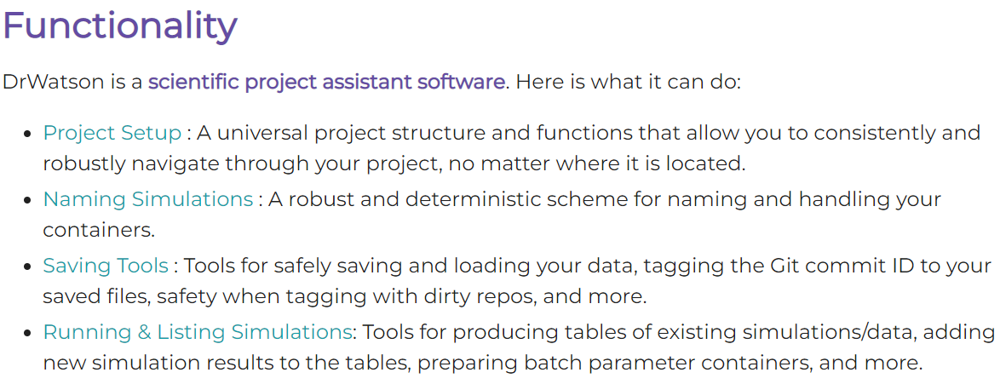 Functionality
DrWatson is a scientific project assistant software. Here is what it can do:
• Project Setup : A universal project structure and functions that allow you to consistently and
robustly navigate through your project, no matter where it is located.
• Naming Simulations : A robust and deterministic scheme for naming and handling your
containers.
• Saving Tools : Tools for safely saving and loading your data, tagging the Git commit ID to your
saved files, safety when tagging with dirty repos, and more.
• Running & Listing Simulations: Tools for producing tables of existing simulations/data, adding
new simulation results to the tables, preparing batch parameter containers, and more.